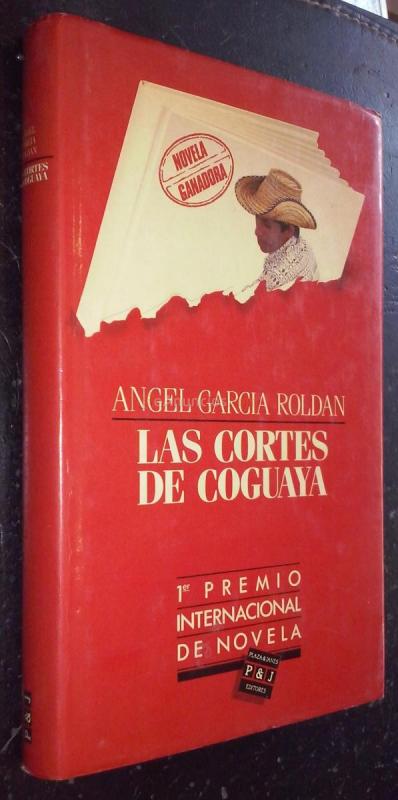 NOVELA
GANADORA
ANGEL GARCIA ROLDAN
LAS CORTES
DE COGUAYA
1er PREMIO
INTERNACIONAL
DE NOVELA
PLAZA & JANES
P&J
EDITORES